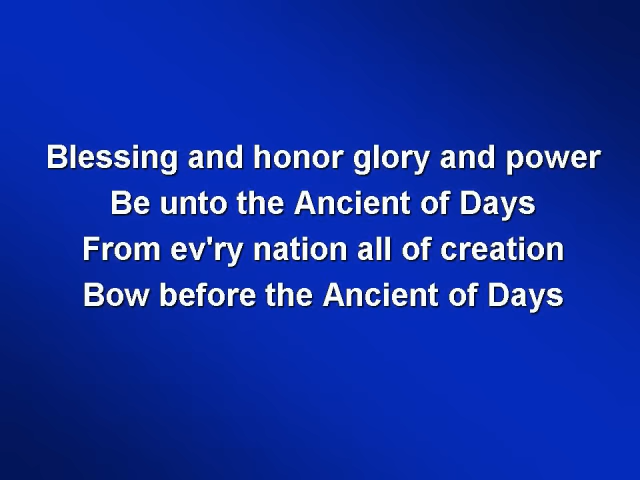 Blessing and honor glory and power
Be unto the Ancient of Days
From ev'ry nation all of creation
Bow before the Ancient of Days